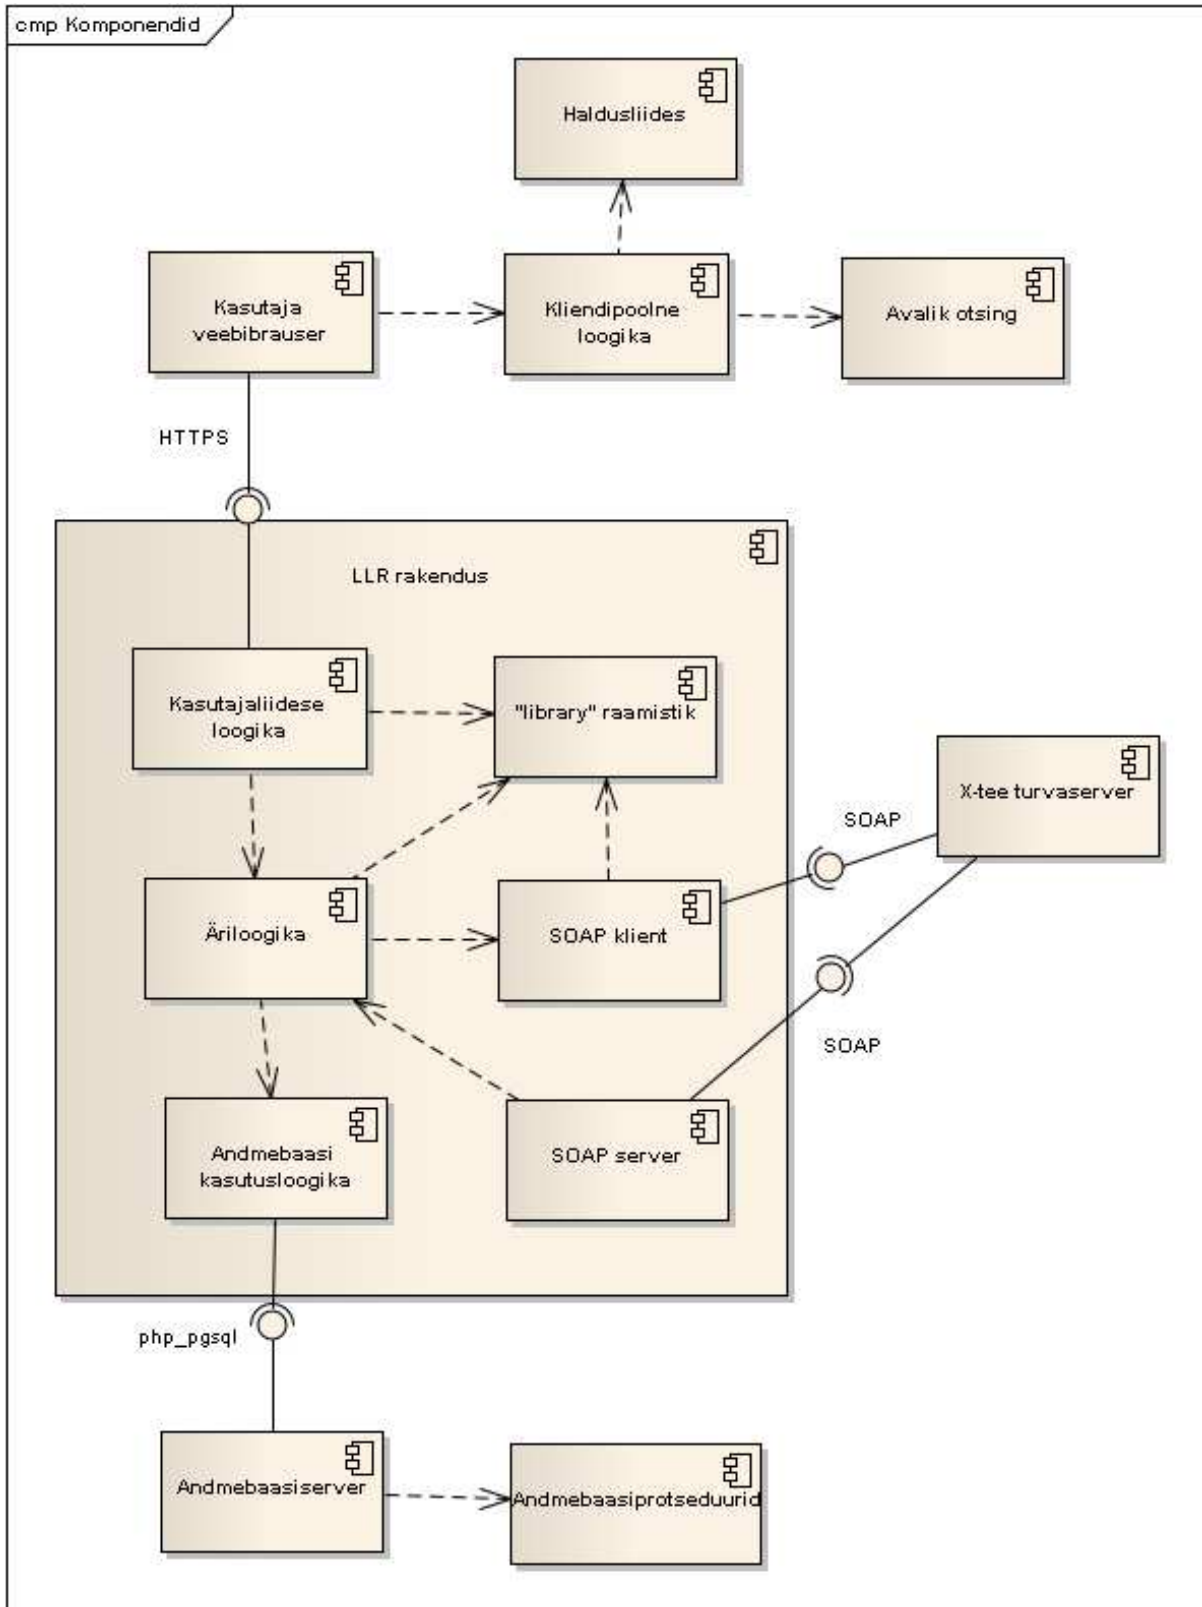 cmp Komponendid
Haldusliides
Kasutaja
veebibrauser
Kliendipoolne
loogika
Avalik otsing
HTTPS
LLR rakendus
Kasutajaliidese
loogika
"library" raamistik
X-tee turvaserver
SOAP
Äriloogika
SOAP klient
SOAP
Andmebaasi
kasutusloogika
SOAP server
php_pgsql
Andmebaasiserver
Andmebaasiprotseduurid